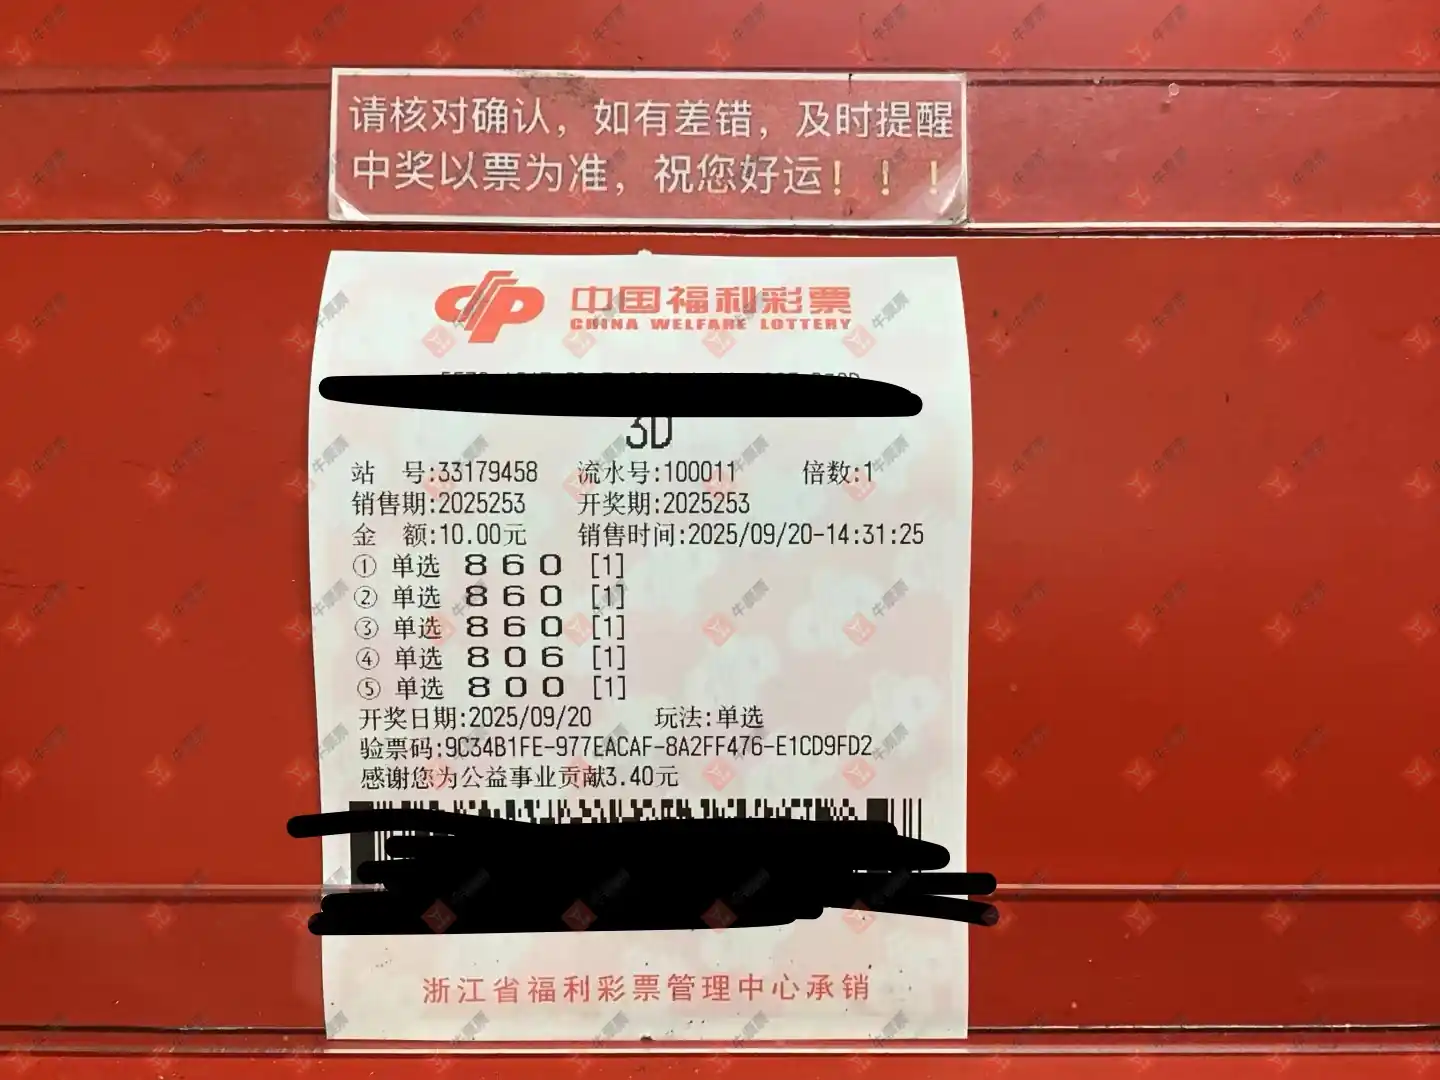 请核对确认，如有差错，及时提醒
中奖以票为准，祝您好运！！！
中国福利彩票
CHINA WELFARE LOTTERY
3D
站 号:33179458 流水号:100011 倍数:1
销售期:2025253 开奖期:2025253
金 额:10.00元 销售时间:2025/09/20-14:31:25
① 单选 8 6 0 [1]
② 单选 8 6 0 [1]
③ 单选 8 6 0 [1]
④ 单选 8 0 6 [1]
⑤ 单选 8 0 0 [1]
开奖日期:2025/09/20 玩法:单选
验票码:9C34B1FE-977EACAF-8A2FF476-E1CD9FD2
感谢您为公益事业贡献3.40元
浙江省福利彩票管理中心承销